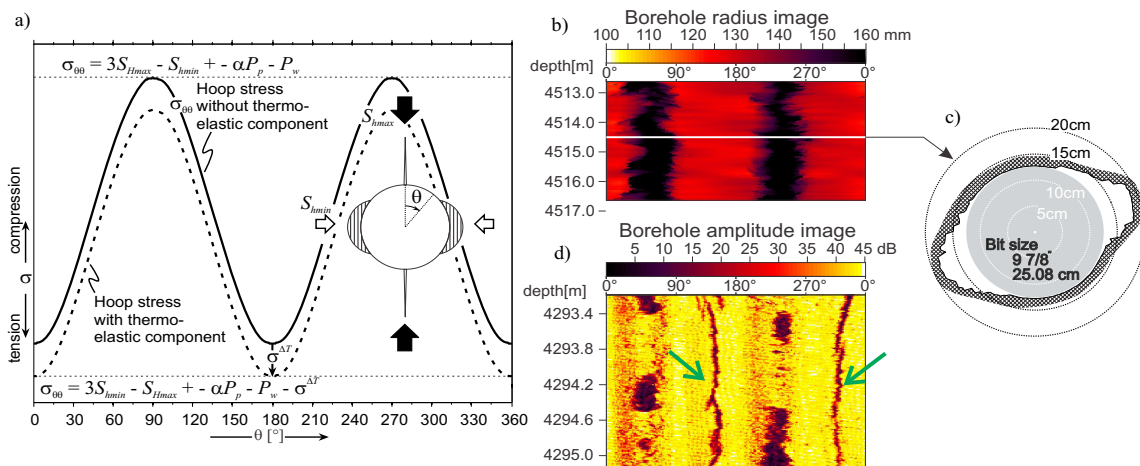 a)
σθθ = 3SHmax - Shmin + - αPp - Pw
Hoop stress
without thermo-
elastic component
σθθ
Shmax
Shmin
θ
compression
σ
tension
Hoop stress
with thermo-
elastic component
σΔT
σθθ = 3Shmin - SHmax + - αPp - Pw - σΔT
0 30 60 90 120 150 180 210 240 270 300 330 360
θ [°]
b)
Borehole radius image
100 110 120 130 140 150 160 mm
depth[m] 0° 90° 180° 270° 0°
4513.0
4514.0
4515.0
4516.0
4517.0
c)
20cm
15cm
10cm
5cm
Bit size
9 7/8"
25.08 cm
d)
Borehole amplitude image
5 10 15 20 25 30 35 40 45 dB
depth[m] 0° 90° 180° 270° 0°
4293.4
4293.8
4294.2
4294.6
4295.0